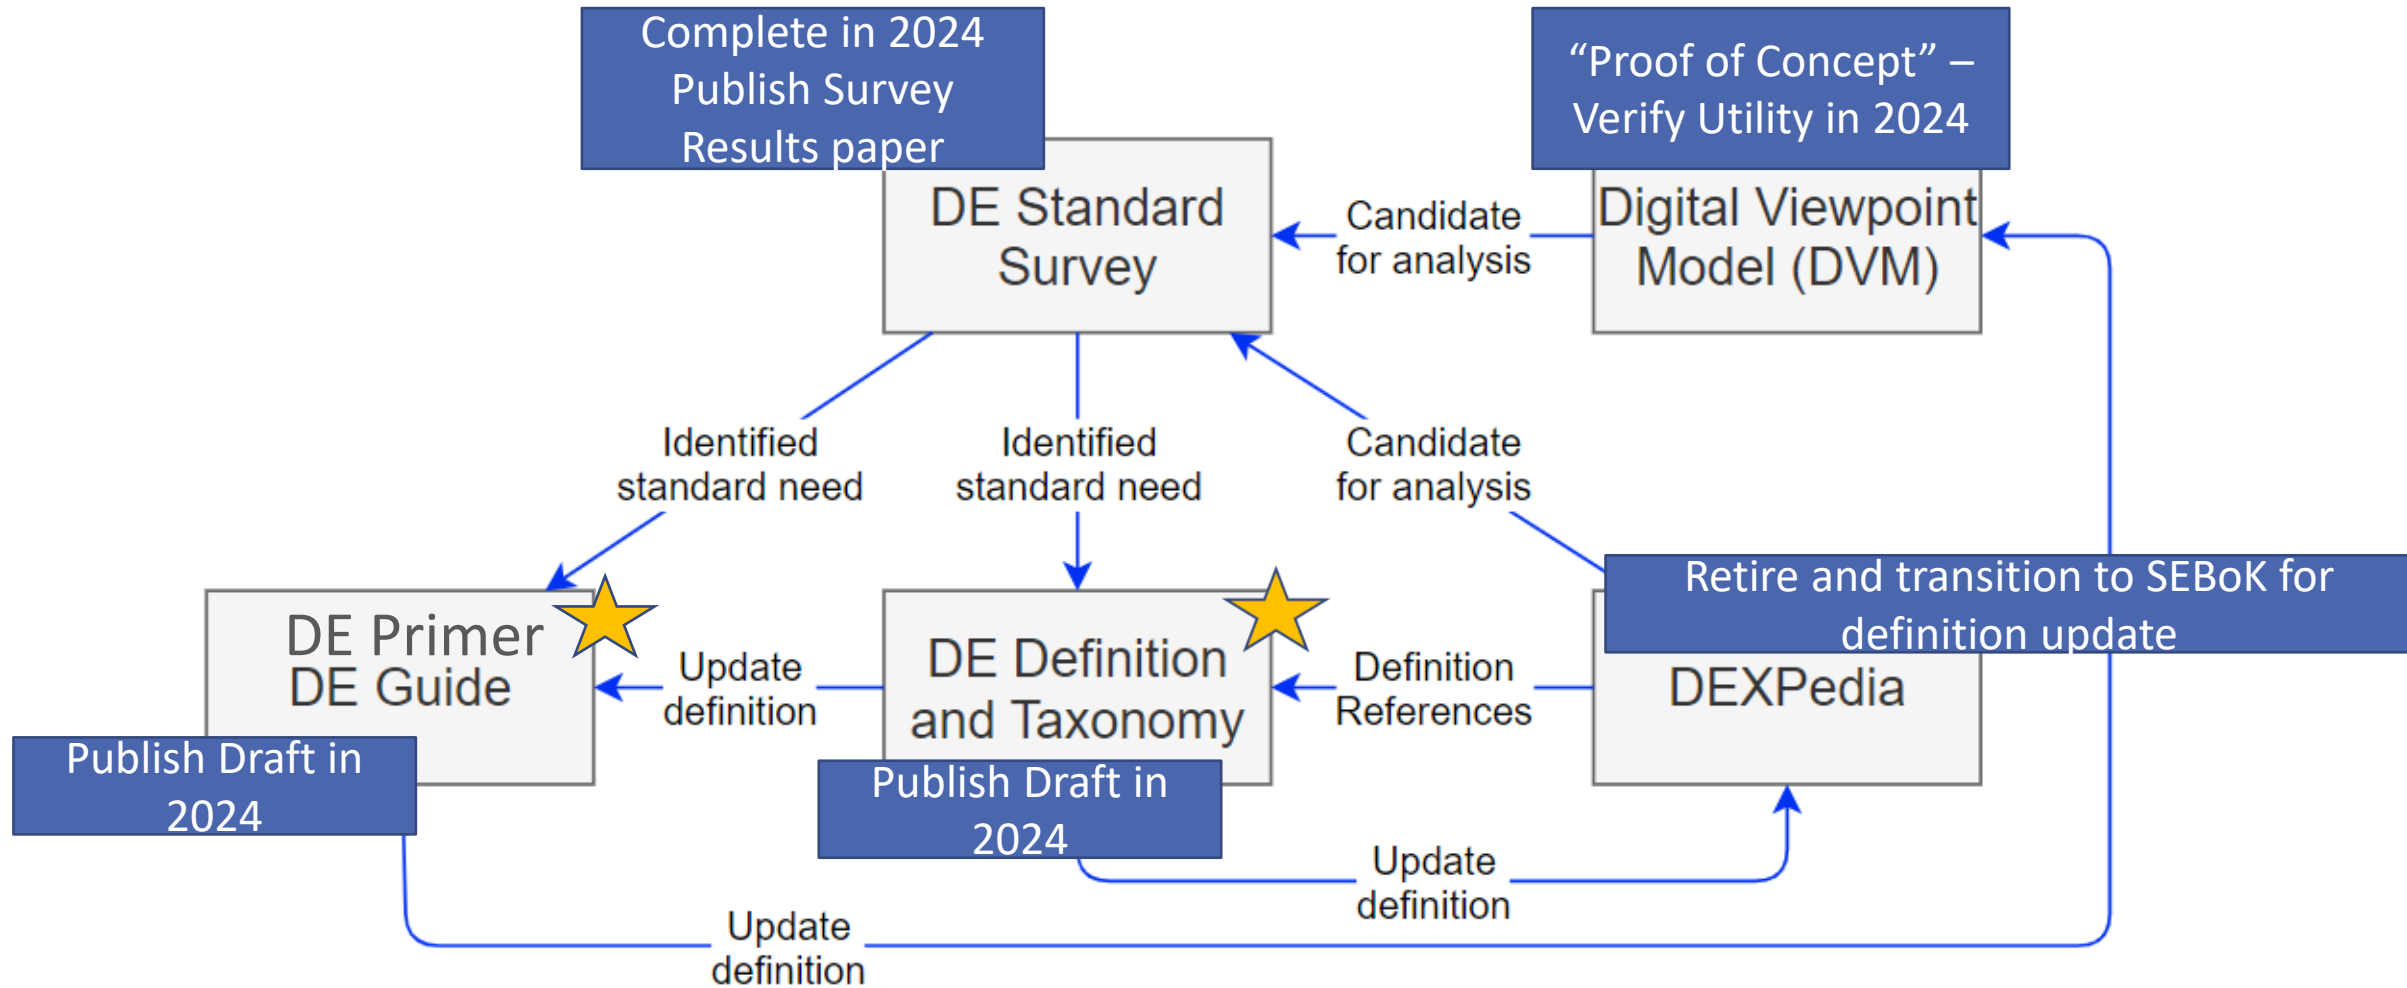 Complete in 2024
Publish Survey
Results paper
“Proof of Concept” –
Verify Utility in 2024
DE Standard
Survey
Candidate
for analysis
Digital Viewpoint
Model (DVM)
Identified
standard need
Identified
standard need
Candidate
for analysis
Retire and transition to SEBoK for
definition update
DE Primer
DE Guide
Update
definition
DE Definition
and Taxonomy
Definition
References
DEXPedia
Publish Draft in
2024
Publish Draft in
2024
Update
definition
Update
definition